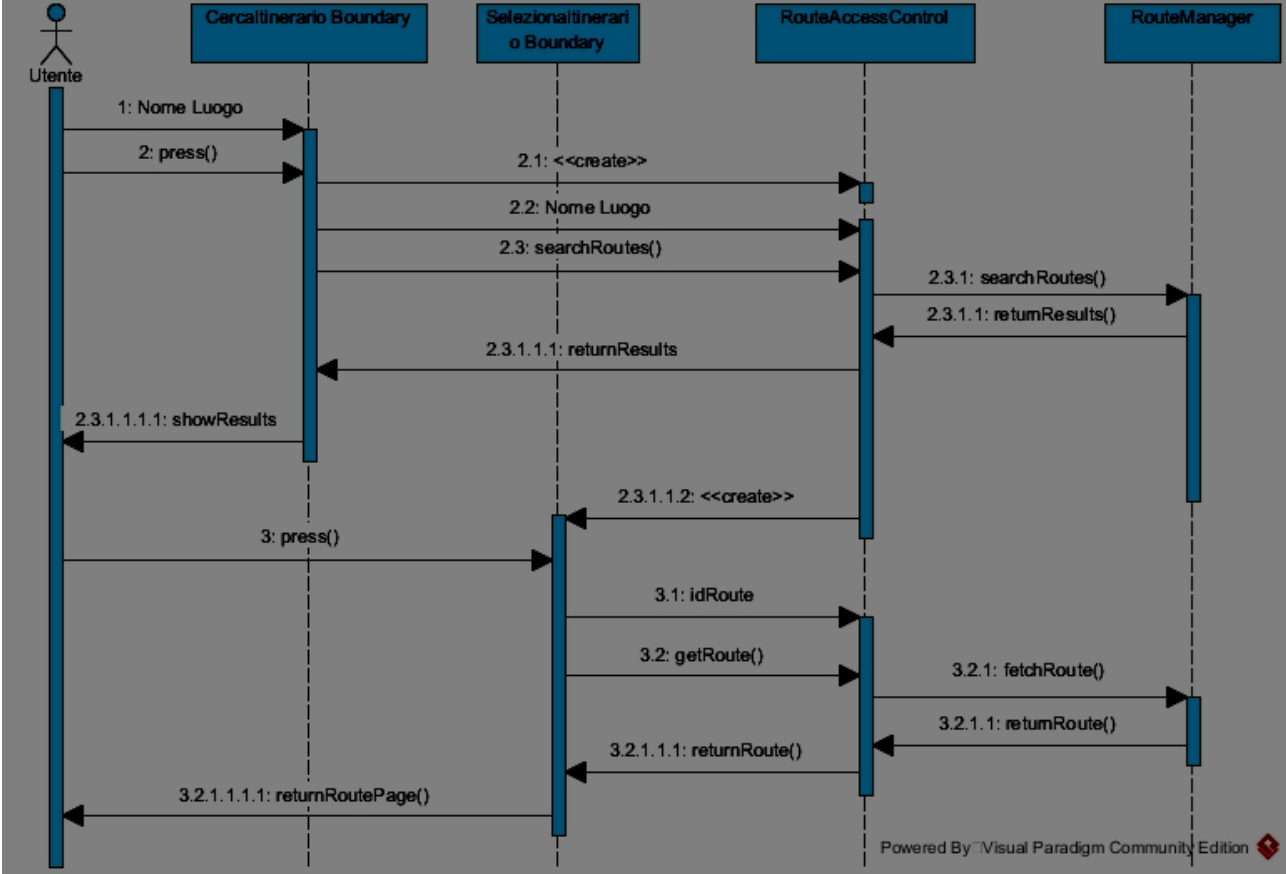 CercaItinerario Boundary
SelezionaItinerari
o Boundary
RouteAccessControl
RouteManager
Utente
1: Nome Luogo
2: press()
2.1: <<create>>
2.2: Nome Luogo
2.3: searchRoutes()
2.3.1: searchRoutes()
2.3.1.1: returnResults()
2.3.1.1.1: returnResults
2.3.1.1.1.1: showResults
2.3.1.1.2: <<create>>
3: press()
3.1: idRoute
3.2: getRoute()
3.2.1: fetchRoute()
3.2.1.1: returnRoute()
3.2.1.1.1: returnRoute()
3.2.1.1.1.1: returnRoutePage()
Powered By Visual Paradigm Community Edition